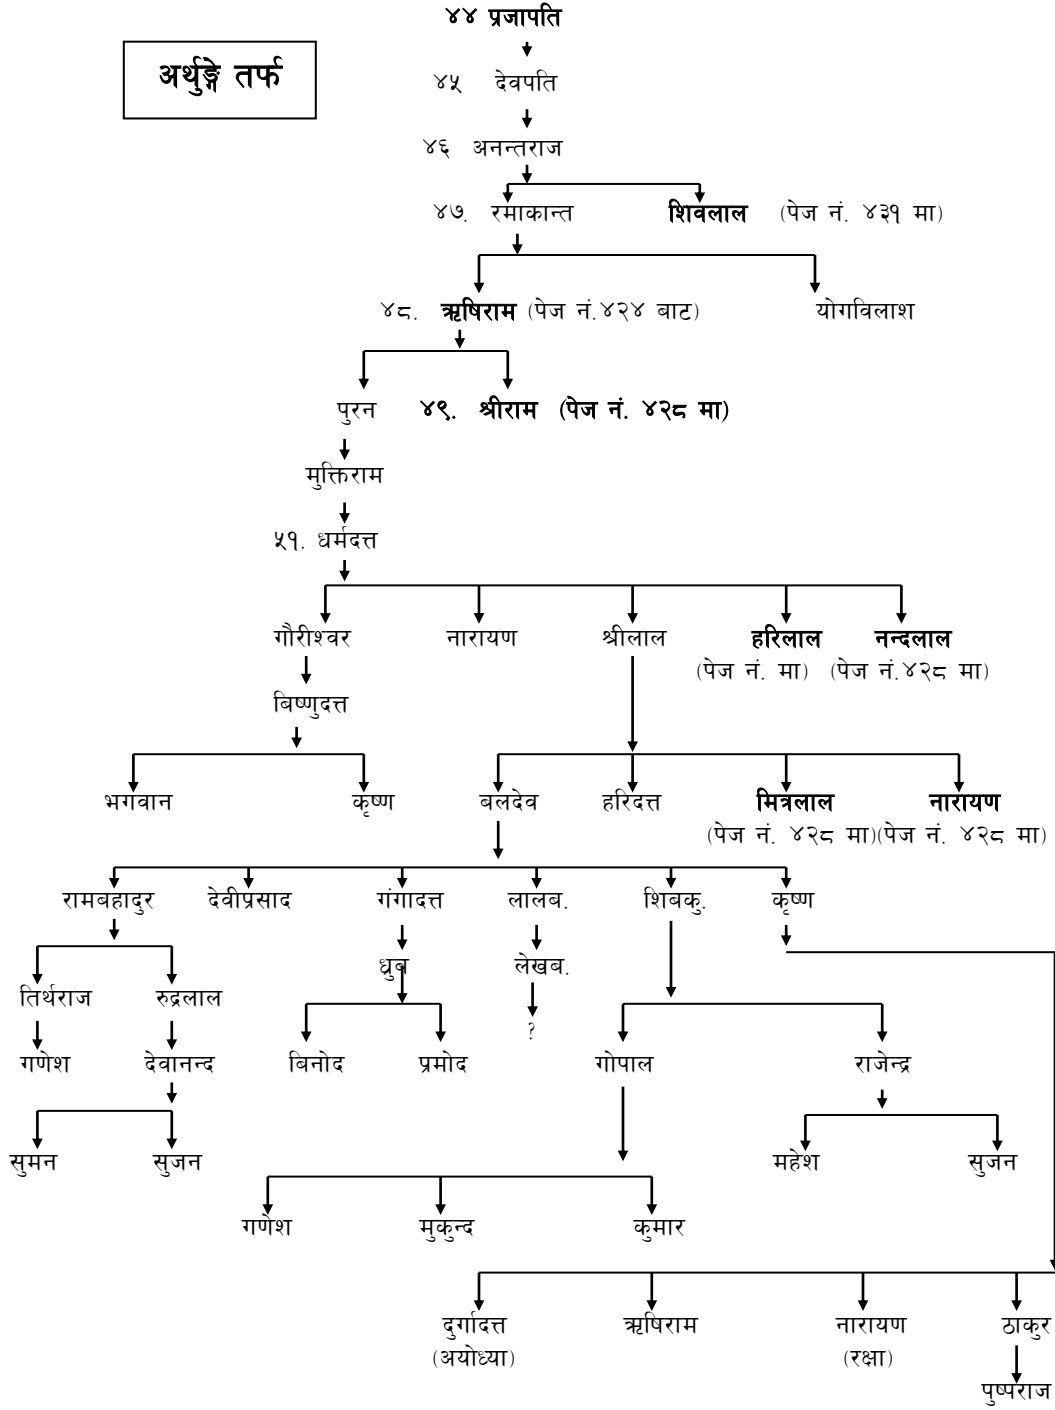 ४४ प्रजापति
अर्थुङ्गे तर्फ
४५ देवपति
४६ अनन्तराज
४७. रमाकान्त शिवलाल (पेज नं. ४३१ मा)
४८. ऋषिराम (पेज नं.४२४ बाट) योगविलाश
पुरन ४९. श्रीराम (पेज नं. ४२८ मा)
मुक्तिराम
५१. धर्मदत्त
गौरीश्वर नारायण श्रीलाल हरिलाल नन्दलाल
(पेज नं. मा) (पेज नं.४२८ मा)
बिष्णुदत्त
भगवान कृष्ण बलदेव हरिदत्त मित्रलाल नारायण
(पेज नं. ४२८ मा)(पेज नं. ४२८ मा)
रामबहादुर देवीप्रसाद गंगादत्त लालब. शिबकु. कृष्ण
ध्रुब लेखब.
तिर्थराज रुद्रलाल
?
गणेश देवानन्द बिनोद प्रमोद गोपाल राजेन्द्र
सुमन सुजन महेश सुजन
गणेश मुकुन्द कुमार
दुर्गादत्त ऋषिराम नारायण ठाकुर
(अयोध्या) (रक्षा)
पुष्पराज